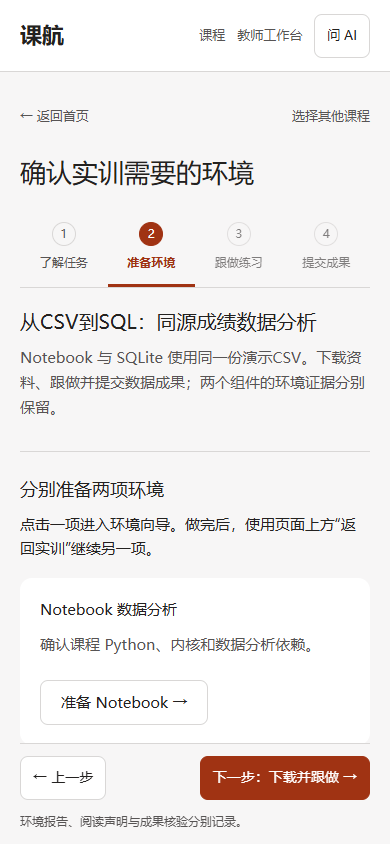 课航
课程 教师工作台 问 AI
← 返回首页 选择其他课程
确认实训需要的环境
1 2 3 4
了解任务 准备环境 跟做练习 提交成果
从CSV到SQL：同源成绩数据分析
Notebook 与 SQLite 使用同一份演示CSV。下载资
料、跟做并提交数据成果；两个组件的环境证据分别
保留。
分别准备两项环境
点击一项进入环境向导。做完后，使用页面上方“返
回实训”继续另一项。
Notebook 数据分析
确认课程 Python、内核和数据分析依赖。
准备 Notebook →
← 上一步 下一步：下载并跟做 →
环境报告、阅读声明与成果核验分别记录。